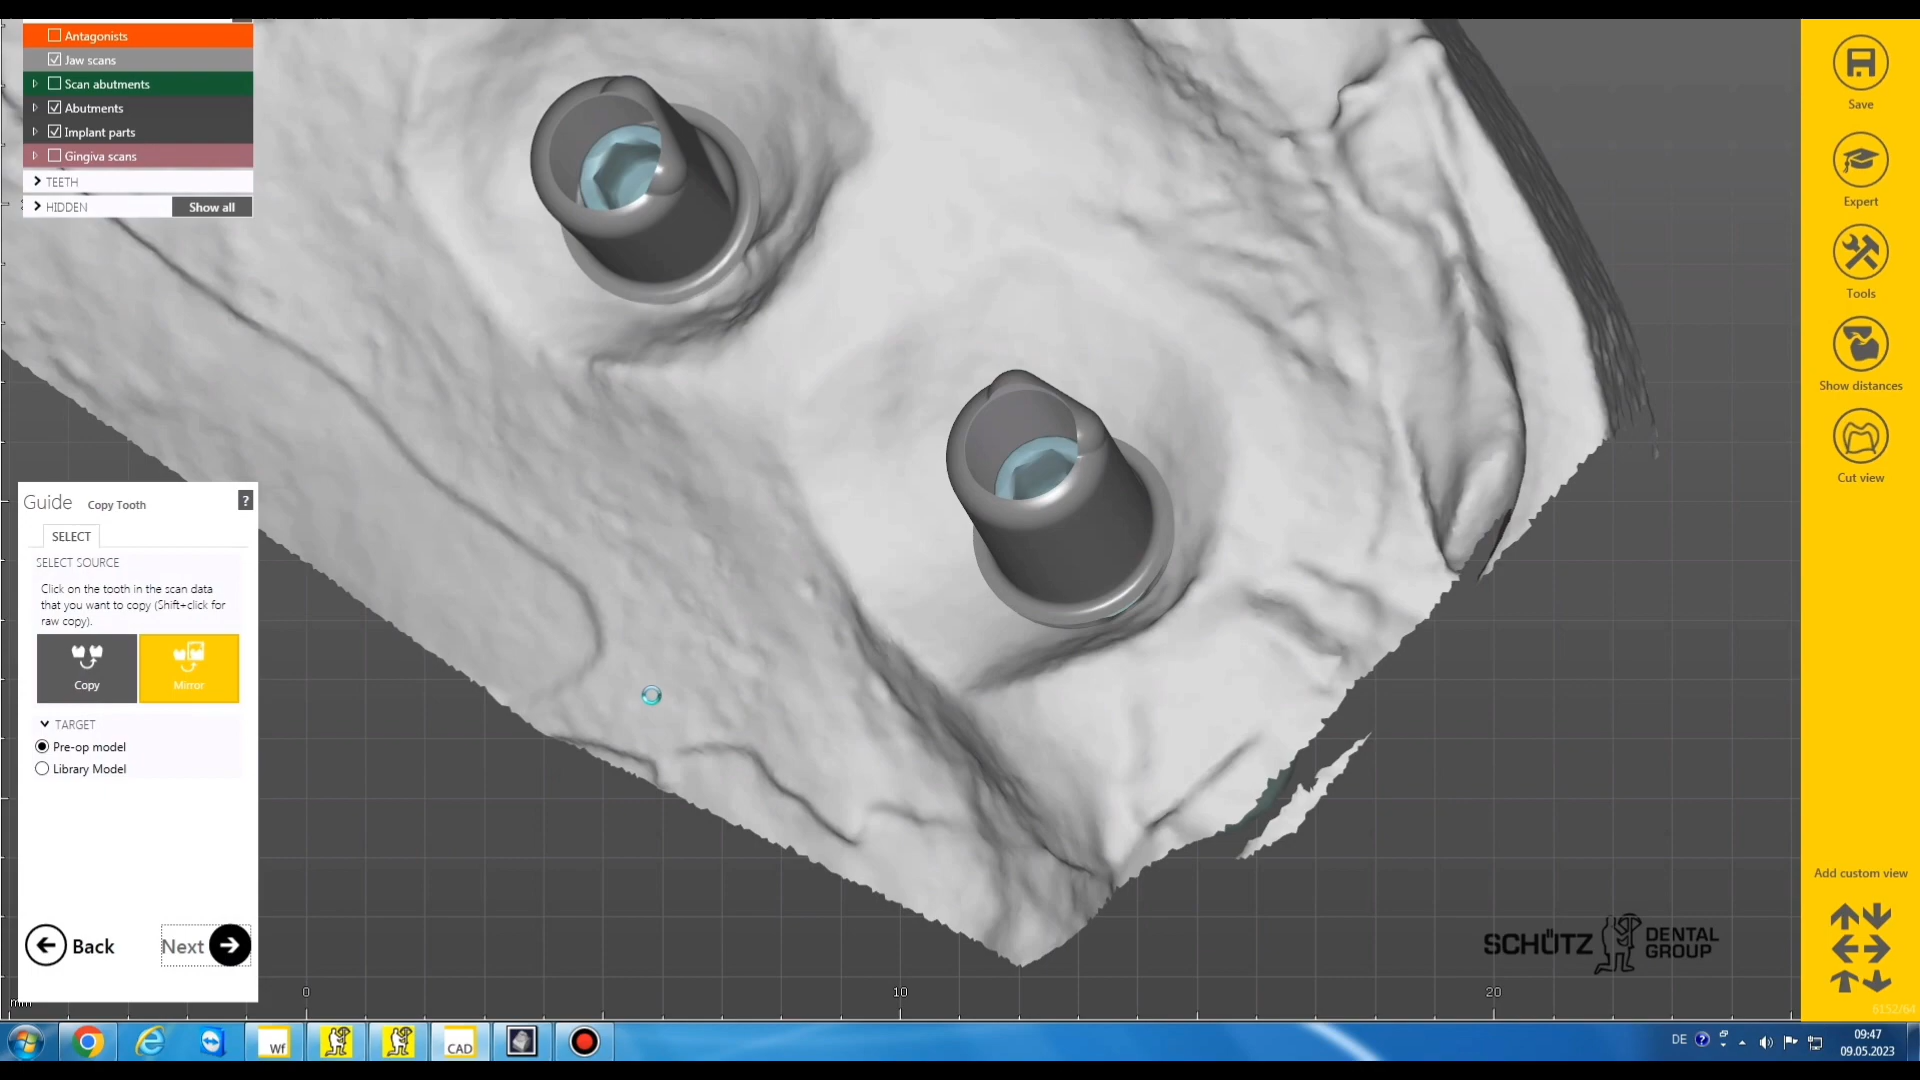 Antagonists
Jaw scans
Scan abutments
Abutments
Implant parts
Gingiva scans
TEETH
HIDDEN
Show all
Guide Copy Tooth ?
SELECT
SELECT SOURCE
Click on the tooth in the scan data
that you want to copy (Shift+click for
raw copy).
Copy
Mirror
TARGET
Pre-op model
Library Model
Back
Next
mm
0
10
20
Save
Expert
Tools
Show distances
Cut view
Add custom view
SCHÜTZ DENTAL
GROUP
6152/64
Wf
CAD
DE
09:47
09.05.2023